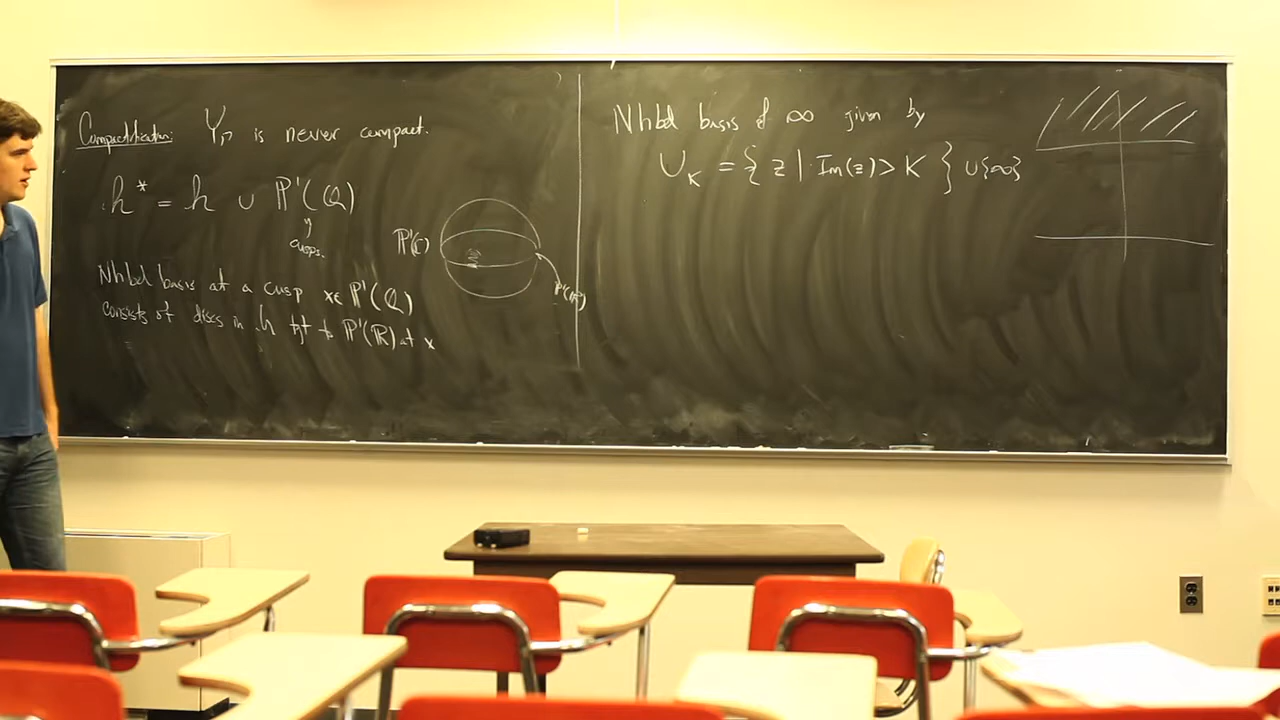 Compactification: Y_Γ is never compact.
h* = h ∪ P¹(Q)
cusps.
P¹(C)
P¹(R)
Nhbd basis at a cusp x∈P¹(Q)
consists of discs in h tgt to P¹(R) at x
Nhbd basis of ∞ given by
U_K = { z | Im(z) > K } ∪ {∞}